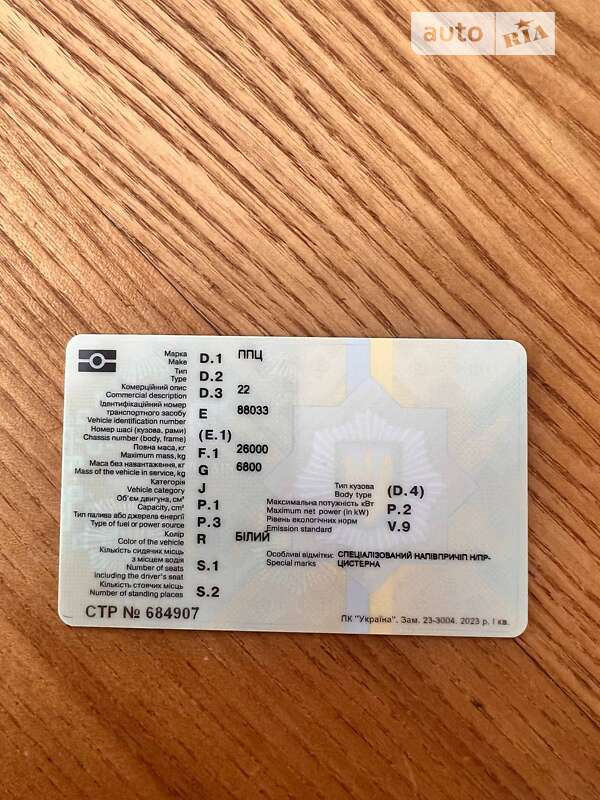 auto RIA
Марка
Make D.1 ППЦ
Тип
Type D.2
Комерційний опис
Commercial description D.3 22
Ідентифікаційний номер
транспортного засобу
Vehicle identification number E 88033
Номер шасі (кузова, рами)
Chassis number (body, frame) (E.1)
Повна маса, кг
Maximum mass, kg F.1 26000
Маса без навантаження, кг
Mass of the vehicle in service, kg G 6800
Категорія
Vehicle category J
Об'єм двигуна, см³
Capacity, cm³ P.1
Тип палива або джерела енергії
Type of fuel or power source P.3
Колір
Color of the vehicle R БІЛИЙ
Кількість сидячих місць
з місцем водія
Number of seats S.1
including the driver's seat
Кількість стоячих місць
Number of standing places S.2
СТР № 684907
Тип кузова
Body type (D.4)
Максимальна потужність кВт
Maximum net power (in kW) P.2
Рівень екологічних норм
Emission standard V.9
Особливі відмітки: СПЕЦІАЛІЗОВАНИЙ НАПІВПРИЧІП Н/ПР-
Special marks ЦИСТЕРНА
ПК "Україна". Зам. 23-3004. 2023 р. І кв.